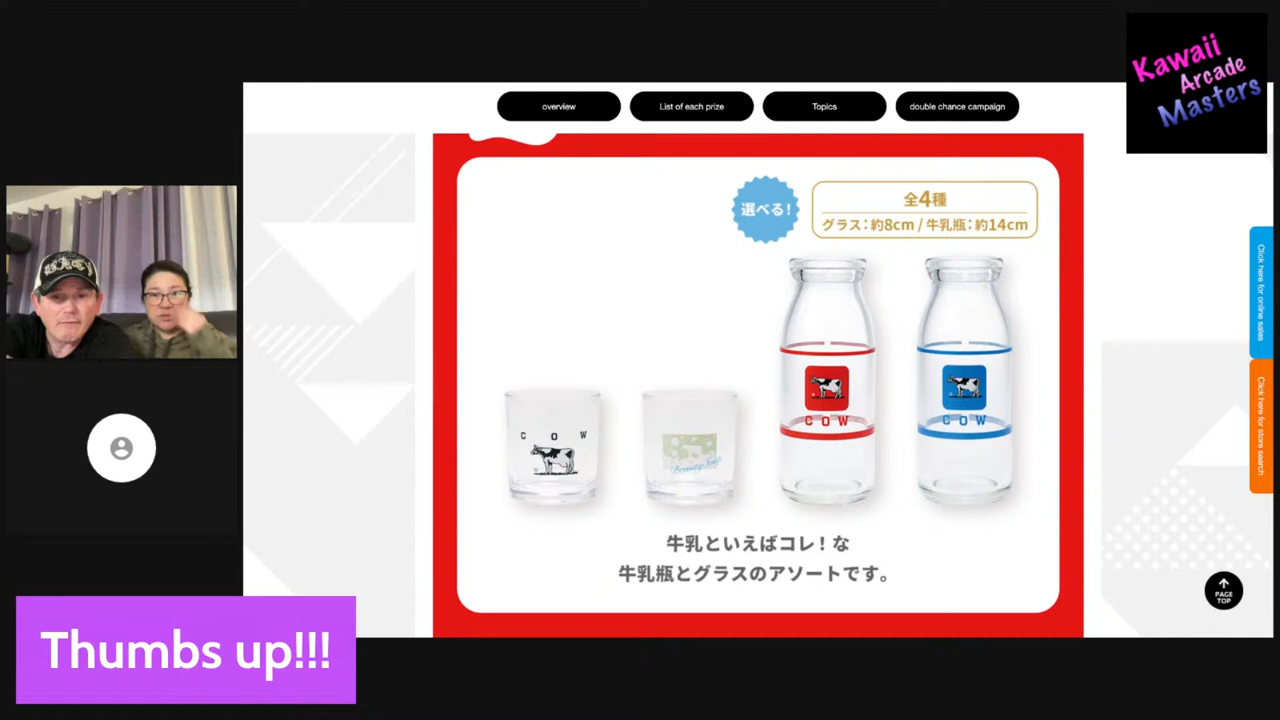 Kawaii
Arcade
Masters
overview
List of each prize
Topics
double chance campaign
選べる!
全4種
グラス:約8cm / 牛乳瓶:約14cm
Click here for online sales
Click here for store search
C O W
Beauty Soap
COW
COW
牛乳といえばコレ!な
牛乳瓶とグラスのアソートです。
PAGE
TOP
Thumbs up!!!